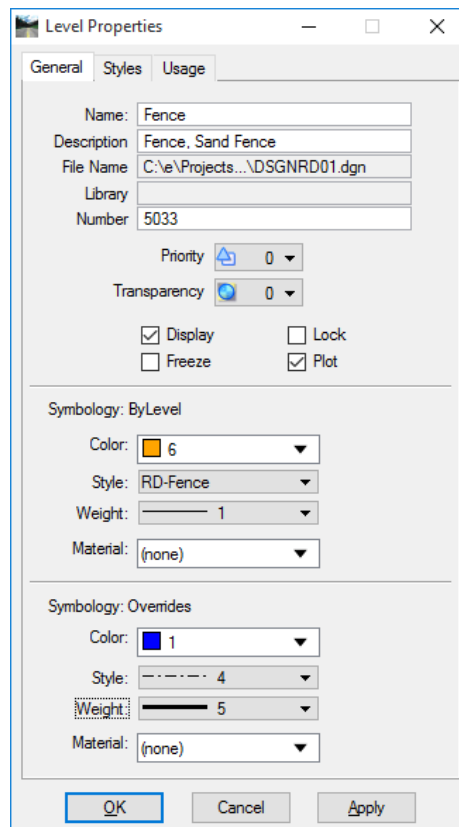 Level Properties
General Styles Usage
Name: Fence
Description Fence, Sand Fence
File Name C:\e\Projects...\DSGNRD01.dgn
Library
Number 5033
Priority 0
Transparency 0
Display Lock
Freeze Plot
Symbology: ByLevel
Color: 6
Style: RD-Fence
Weight: 1
Material: (none)
Symbology: Overrides
Color: 1
Style: 4
Weight: 5
Material: (none)
OK Cancel Apply